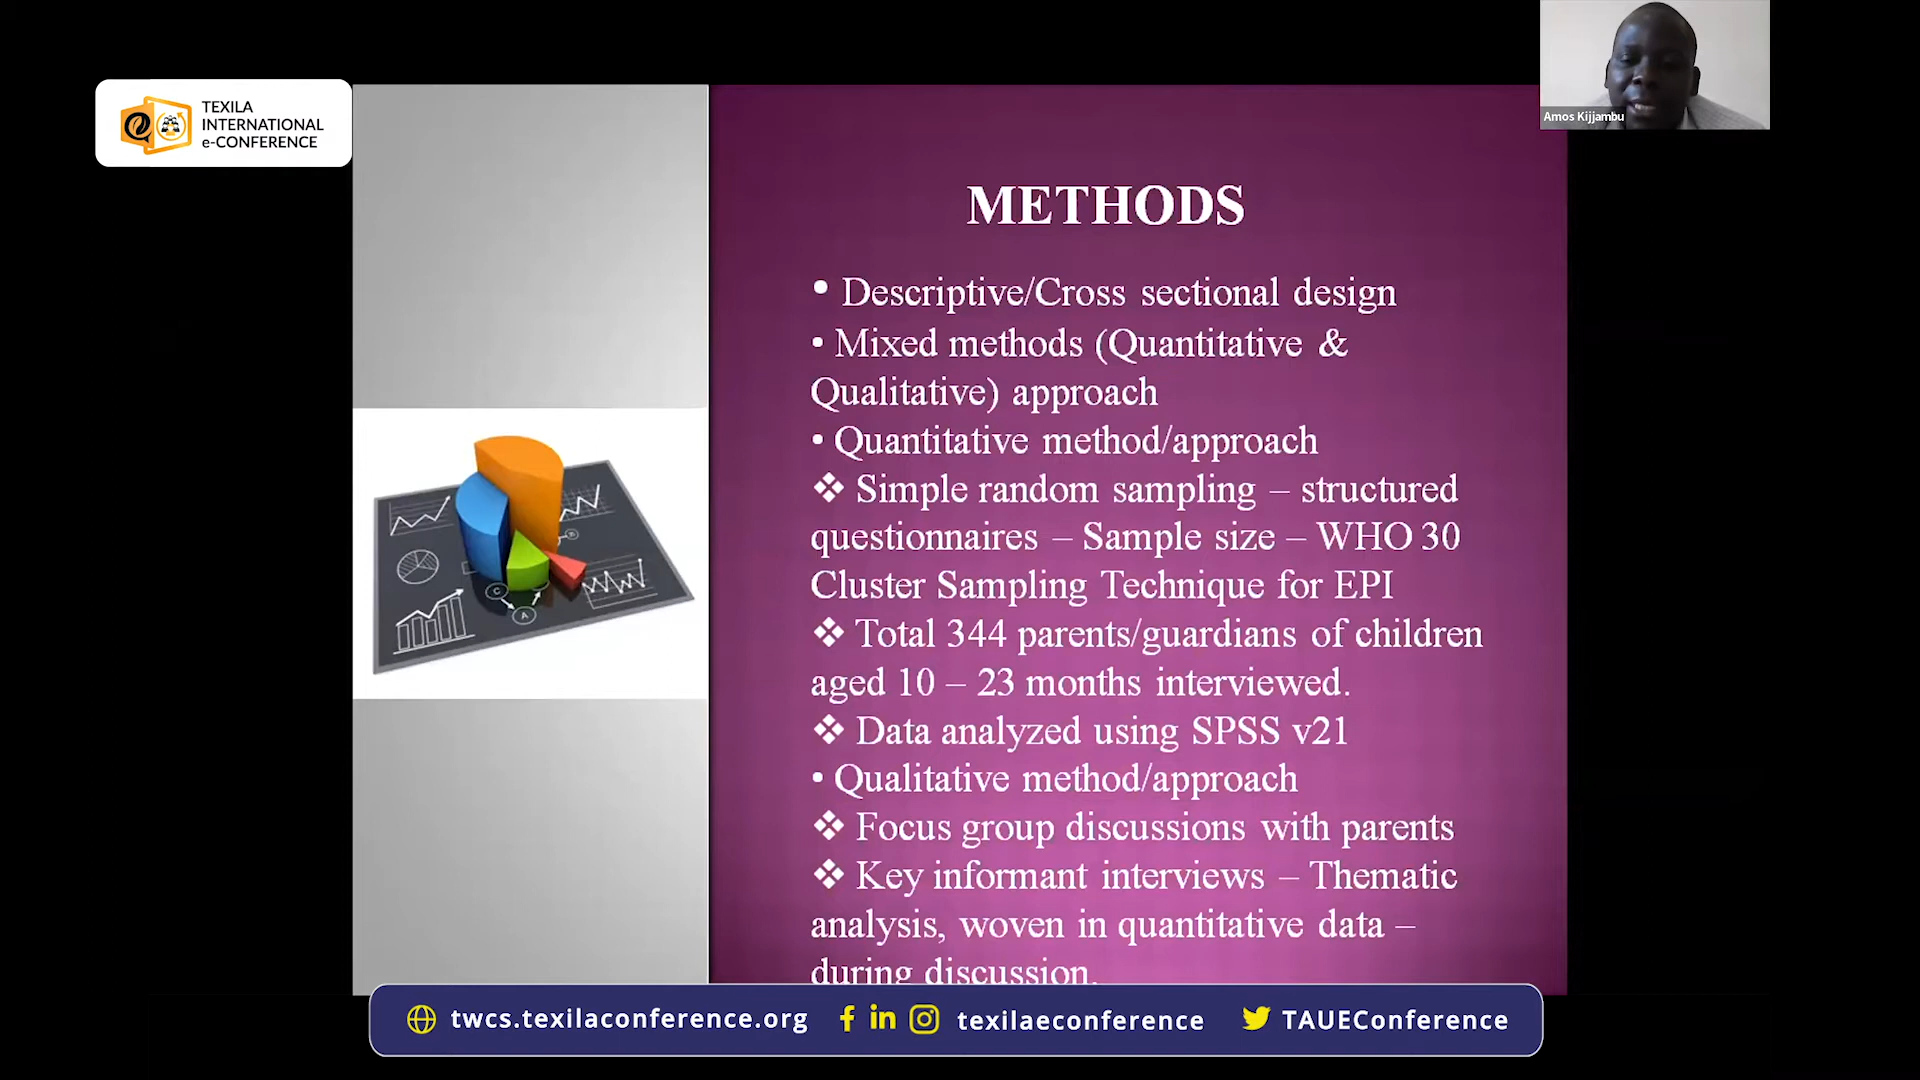 TEXILA
INTERNATIONAL
e-CONFERENCE
Amos Kijjambu
METHODS
• Descriptive/Cross sectional design
• Mixed methods (Quantitative &
Qualitative) approach
• Quantitative method/approach
❖ Simple random sampling – structured
questionnaires – Sample size – WHO 30
Cluster Sampling Technique for EPI
❖ Total 344 parents/guardians of children
aged 10 – 23 months interviewed.
❖ Data analyzed using SPSS v21
• Qualitative method/approach
❖ Focus group discussions with parents
❖ Key informant interviews – Thematic
analysis, woven in quantitative data –
during discussion.
C
A
B
twcs.texilaconference.org
texilaeconference
TAUEConference